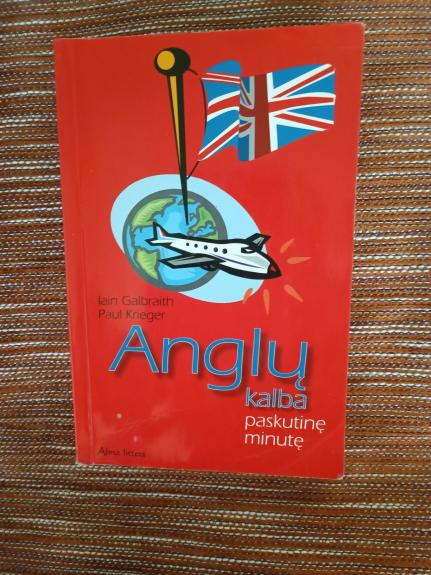 Iain Galbraith
Paul Krieger
Anglų
kalba
paskutinę
minutę
Alma littera